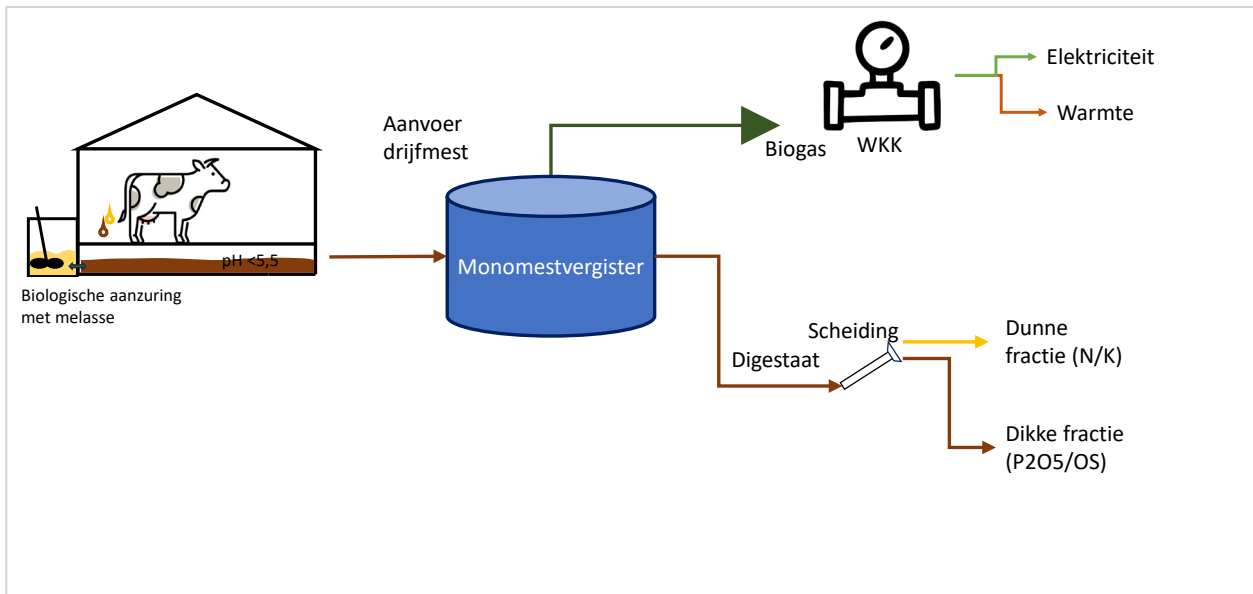 Elektriciteit
Warmte
WKK
Biogas
Aanvoer
drijfmest
pH <5,5
Biologische aanzuring
met melasse
Monomestvergister
Scheiding
Digestaat
Dunne
fractie (N/K)
Dikke fractie
(P2O5/OS)